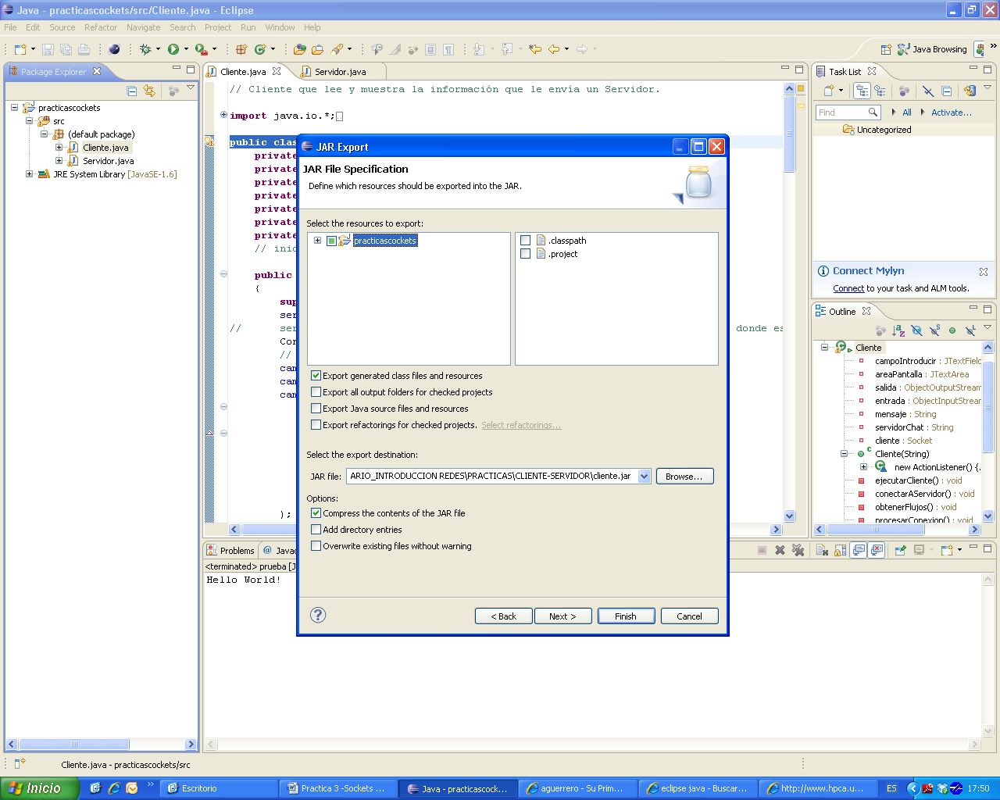 Java - practicascockets/src/Cliente.java - Eclipse
File Edit Source Refactor Navigate Search Project Run Window Help
Java Browsing
Package Explorer
practicascockets
src
(default package)
Cliente.java
Servidor.java
JRE System Library [JavaSE-1.6]
Cliente.java
Servidor.java
// Cliente que lee y muestra la información que le envía un Servidor.
import java.io.*;
public clas
private
private
private
private
private
private
private
// inic
public
{
sup
ser
// ser
donde es
Cor
//
can
can
can
);
JAR Export
JAR File Specification
Define which resources should be exported into the JAR.
Select the resources to export:
practicascockets
.classpath
.project
Export generated class files and resources
Export all output folders for checked projects
Export Java source files and resources
Export refactorings for checked projects. Select refactorings...
Select the export destination:
JAR file: ARIO_INTRODUCCION REDES\PRACTICAS\CLIENTE-SERVIDOR\cliente.jar
Browse...
Options:
Compress the contents of the JAR file
Add directory entries
Overwrite existing files without warning
?
< Back
Next >
Finish
Cancel
Task List
Find
All
Activate...
Uncategorized
Connect Mylyn
Connect to your task and ALM tools.
Outline
Cliente
campoIntroducir : JTextField
areaPantalla : JTextArea
salida : ObjectOutputStream
entrada : ObjectInputStrear
mensaje : String
servidorChat : String
cliente : Socket
Cliente(String)
new ActionListener() {.
ejecutarCliente() : void
conectarAServidor() : void
obtenerFlujos() : void
procesarConexion() : void
Problems
@ Javac
<terminated> prueba [J
Hello World!
Cliente.java - practicascockets/src
Inicio
Escritorio
Practica 3 -Sockets ...
Java - practicascock...
aguerrero - Su Prim...
eclipse java - Buscar...
http://www.hpca.u...
ES
17:50